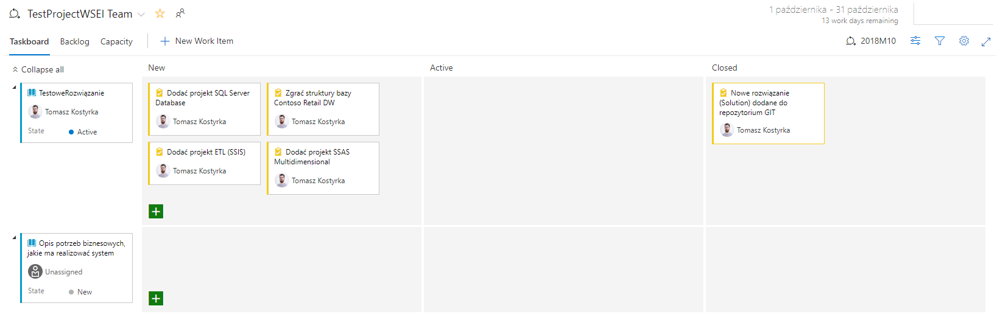 TestProjectWSEI Team
1 października - 31 października
13 work days remaining
Taskboard Backlog Capacity New Work Item 2018M10
Collapse all New Active Closed
TestoweRozwiązanie
Tomasz Kostyrka
State Active
Dodać projekt SQL Server
Database
Tomasz Kostyrka
Zgrać struktury bazy
Contoso Retail DW
Tomasz Kostyrka
Dodać projekt ETL (SSIS)
Tomasz Kostyrka
Dodać projekt SSAS
Multidimensional
Tomasz Kostyrka
Nowe rozwiązanie
(Solution) dodane do
repozytorium GIT
Tomasz Kostyrka
Opis potrzeb biznesowych,
jakie ma realizować system
Unassigned
State New